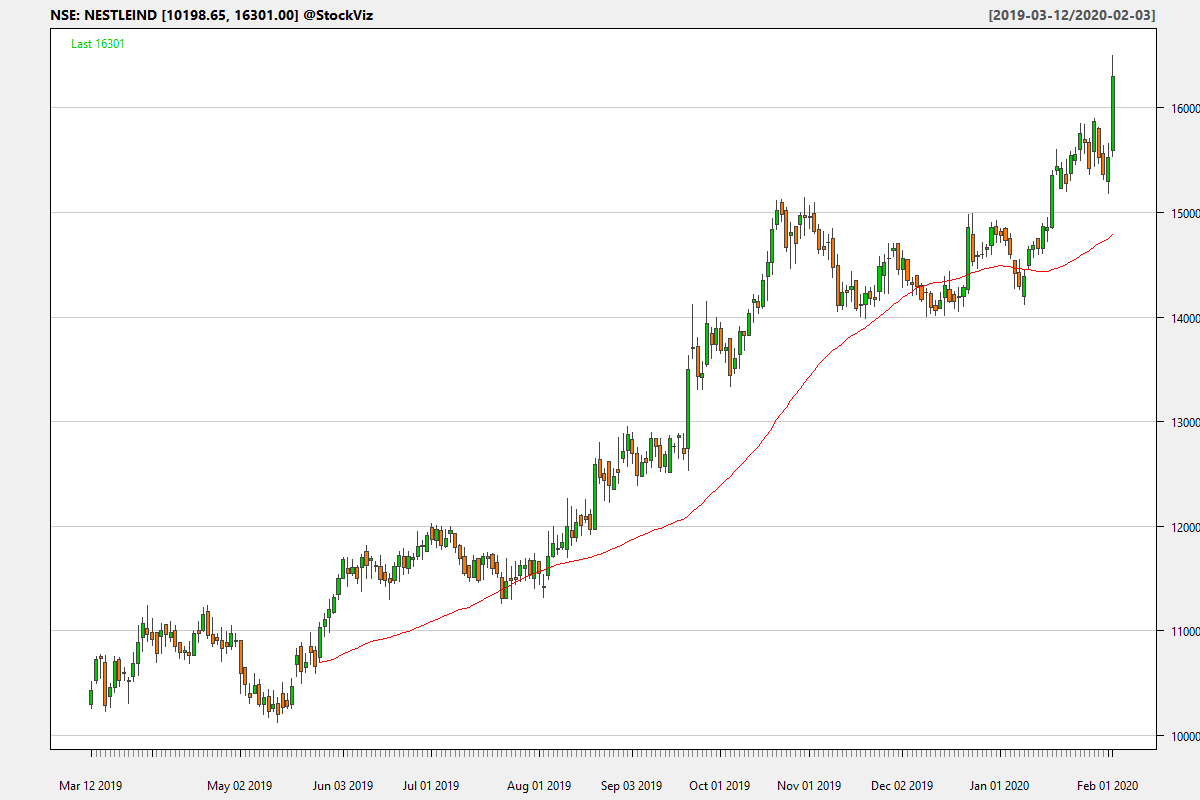 NSE: NESTLEIND [10198.65, 16301.00] @StockViz [2019-03-12/2020-02-03]
Last 16301
16000
15000
14000
13000
12000
11000
10000
Mar 12 2019 May 02 2019 Jun 03 2019 Jul 01 2019 Aug 01 2019 Sep 03 2019 Oct 01 2019 Nov 01 2019 Dec 02 2019 Jan 01 2020 Feb 01 2020